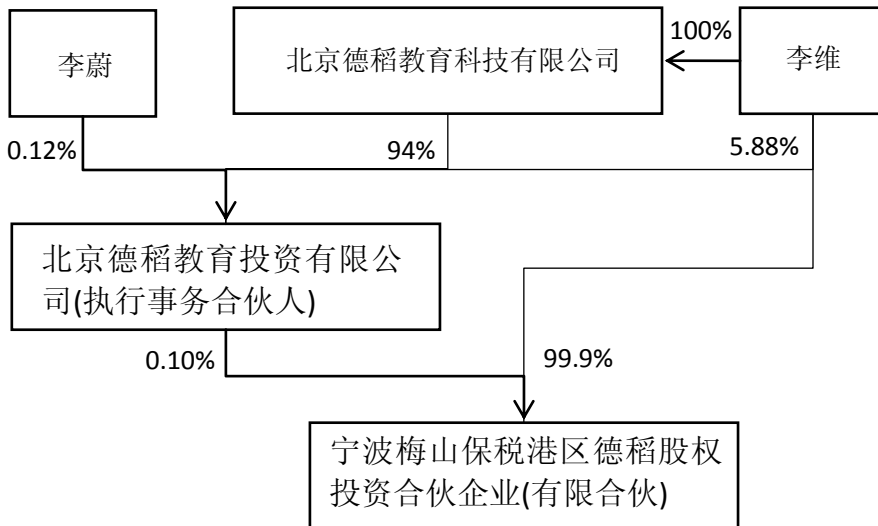 李蔚
北京德稻教育科技有限公司
100%
李维
0.12%
94%
5.88%
北京德稻教育投资有限公
司(执行事务合伙人)
0.10%
99.9%
宁波梅山保税港区德稻股权
投资合伙企业(有限合伙)